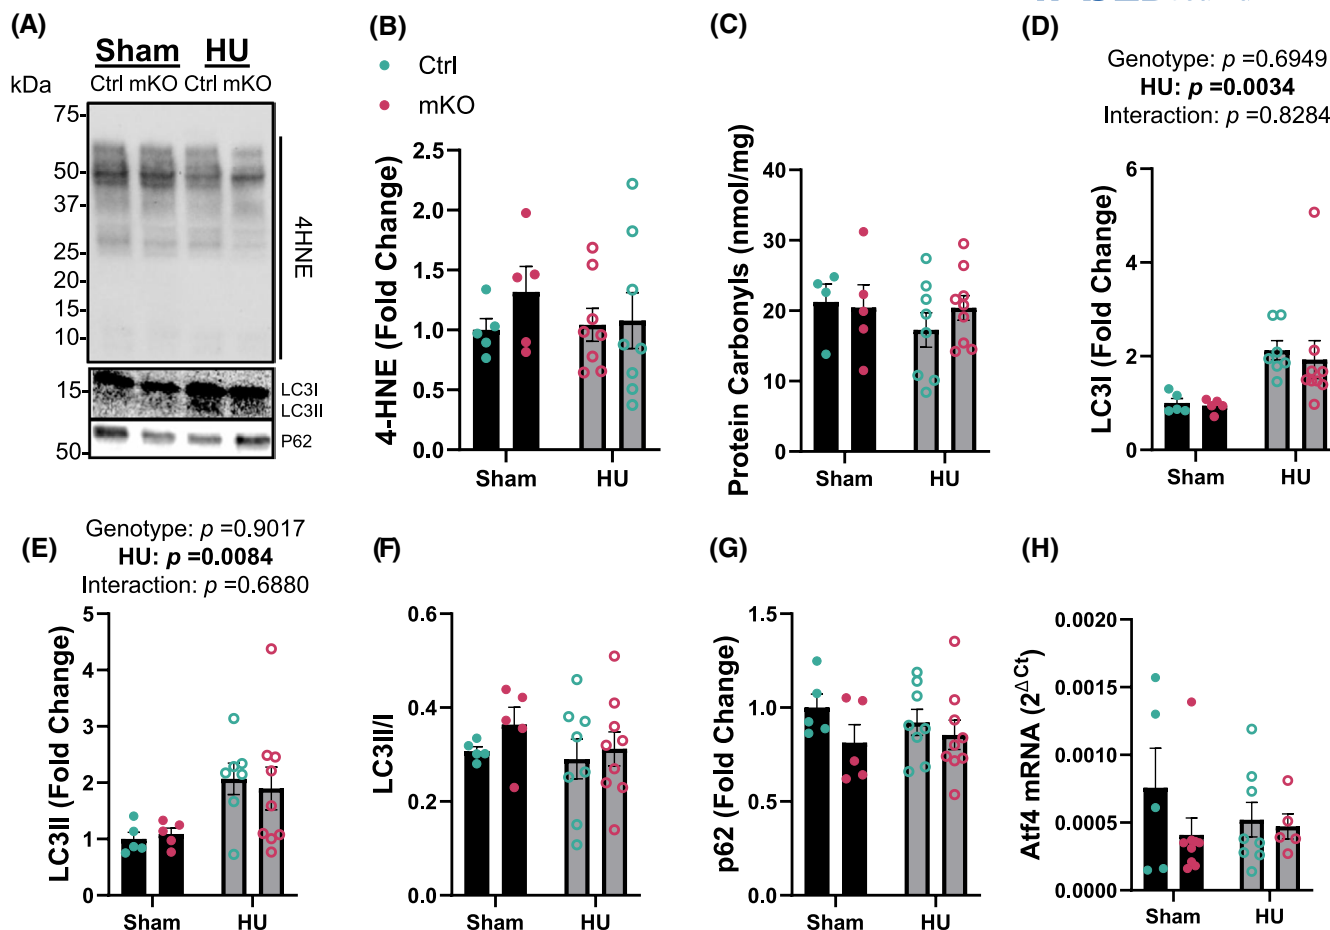 (A)
Sham HU
kDa Ctrl mKO Ctrl mKO
75
50
37
25
20
15
10
4HNE
15
LC3I
LC3II
50
P62
(B)
Ctrl
mKO
4-HNE (Fold Change)
2.5
2.0
1.5
1.0
0.5
0.0
Sham HU
(C)
Protein Carbonyls (nmol/mg)
40
30
20
10
0
Sham HU
(D)
Genotype: p =0.6949
HU: p =0.0034
Interaction: p =0.8284
LC3I (Fold Change)
6
4
2
0
Sham HU
(E)
Genotype: p =0.9017
HU: p =0.0084
Interaction: p =0.6880
LC3II (Fold Change)
5
4
3
2
1
0
Sham HU
(F)
LC3II/I
0.6
0.4
0.2
0.0
Sham HU
(G)
p62 (Fold Change)
1.5
1.0
0.5
0.0
Sham HU
(H)
Atf4 mRNA (2^ΔCt)
0.0020
0.0015
0.0010
0.0005
0.0000
Sham HU